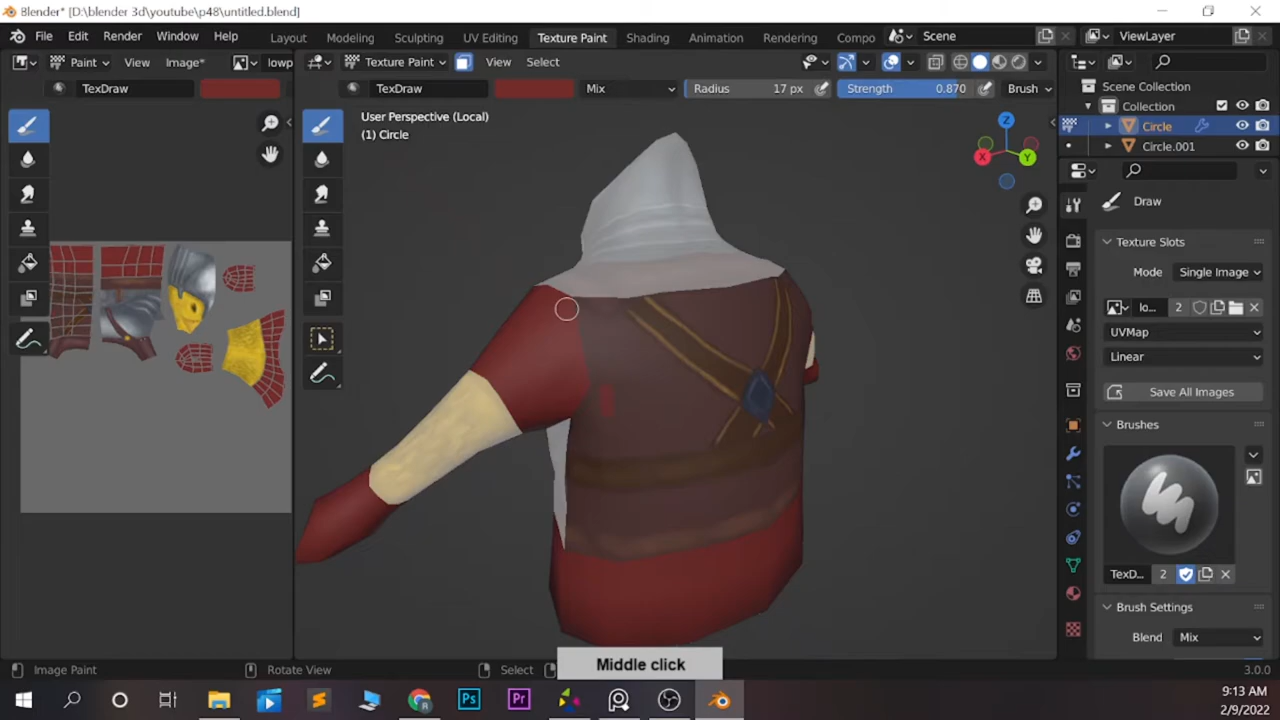 Blender* [D:\blender 3d\youtube\p48\untitled.blend]
File Edit Render Window Help Layout Modeling Sculpting UV Editing Texture Paint Shading Animation Rendering Compo Scene ViewLayer
Paint View Image* lowp Texture Paint View Select
TexDraw TexDraw Mix Radius 17 px Strength 0.870 Brush
Scene Collection
Collection
Circle
Circle.001
User Perspective (Local)
(1) Circle
Z
X
Y
Draw
Texture Slots
Mode Single Image
lo... 2
UVMap
Linear
Save All Images
Brushes
TexD... 2
Brush Settings
Blend Mix
Middle click
Image Paint Rotate View Select 3.0.0
Ps Pr
9:13 AM
2/9/2022